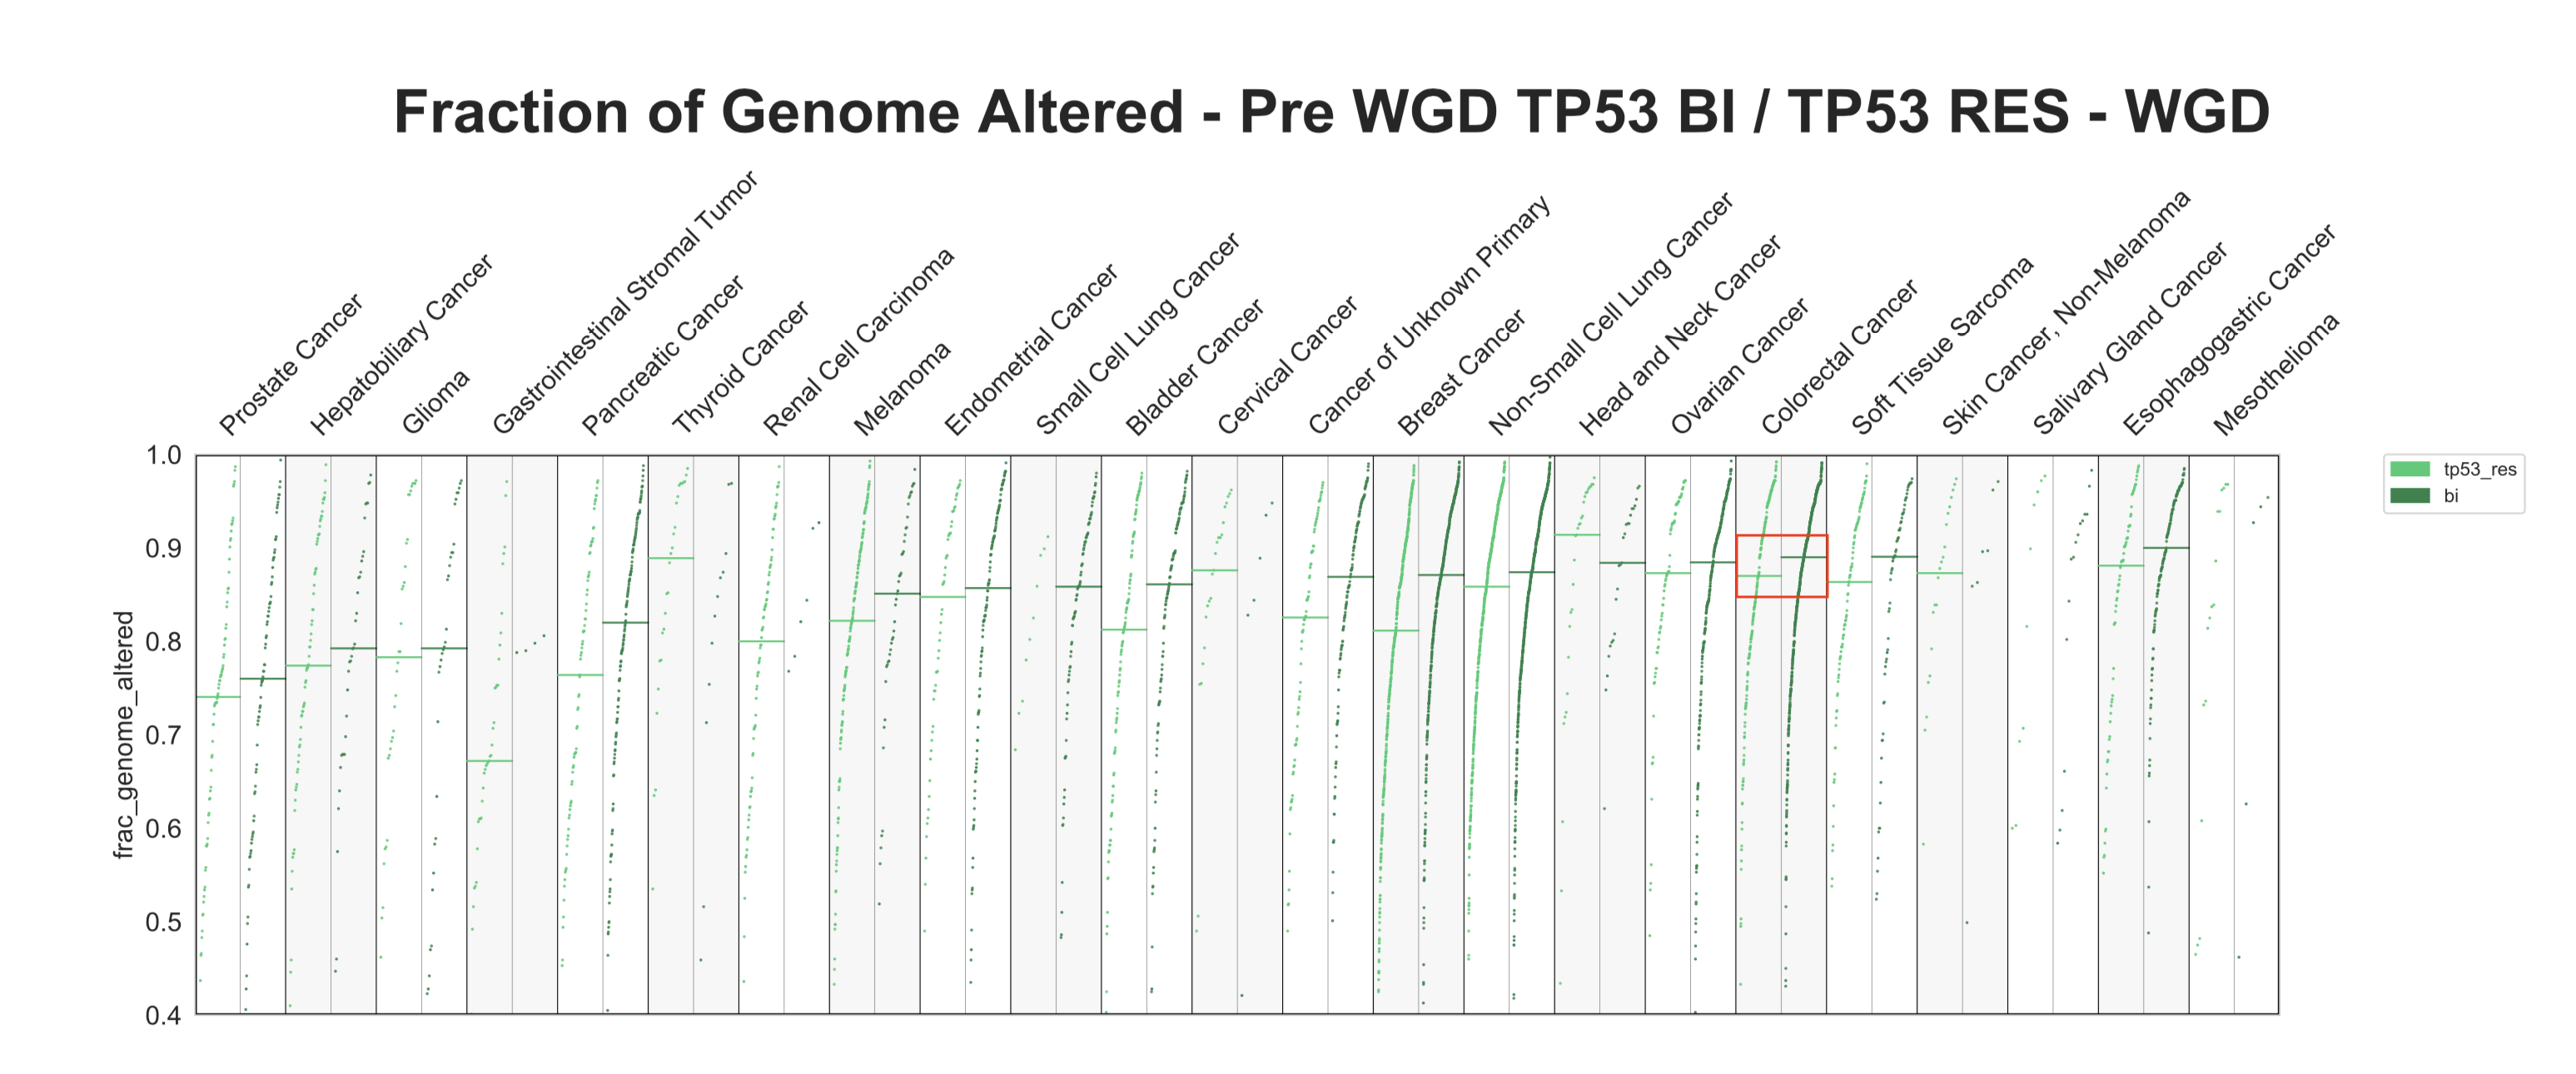 Fraction of Genome Altered - Pre WGD TP53 BI / TP53 RES - WGD
Prostate Cancer
Hepatobiliary Cancer
Glioma
Gastrointestinal Stromal Tumor
Pancreatic Cancer
Thyroid Cancer
Renal Cell Carcinoma
Melanoma
Endometrial Cancer
Small Cell Lung Cancer
Bladder Cancer
Cervical Cancer
Cancer of Unknown Primary
Breast Cancer
Non-Small Cell Lung Cancer
Head and Neck Cancer
Ovarian Cancer
Colorectal Cancer
Soft Tissue Sarcoma
Skin Cancer, Non-Melanoma
Salivary Gland Cancer
Esophagogastric Cancer
Mesothelioma
frac_genome_altered
1.0
0.9
0.8
0.7
0.6
0.5
0.4
tp53_res
bi